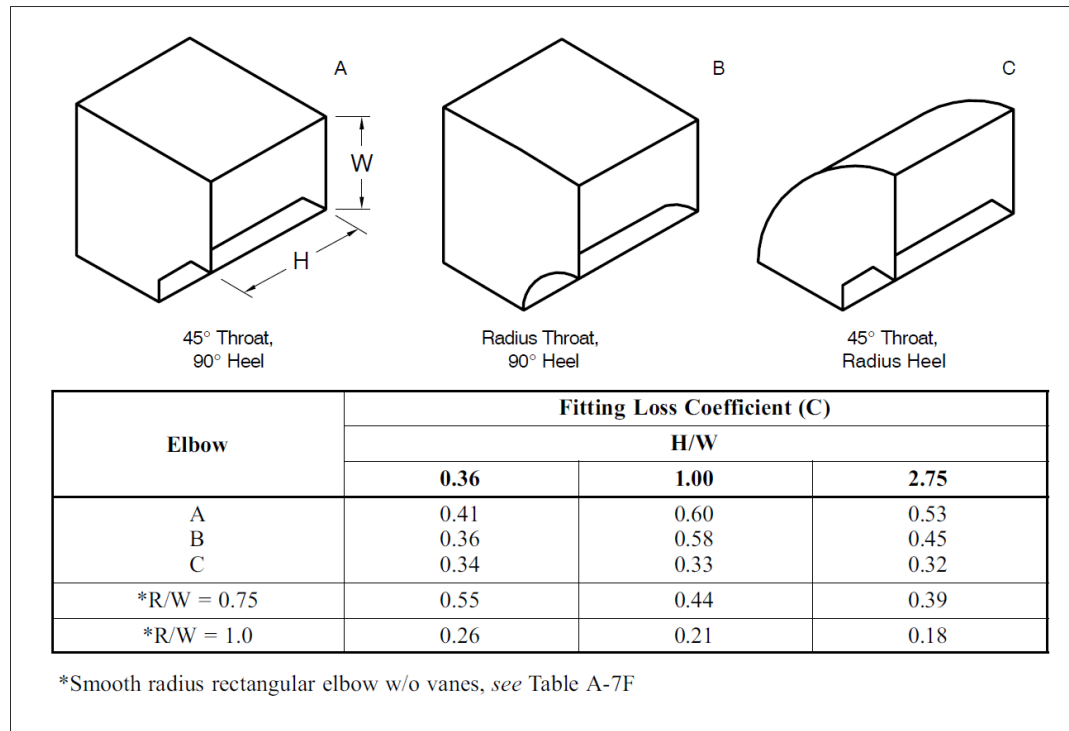 A
B
C
W
H
45° Throat,
90° Heel
Radius Throat,
90° Heel
45° Throat,
Radius Heel
Elbow
Fitting Loss Coefficient (C)
H/W
0.36 1.00 2.75
A 0.41 0.60 0.53
B 0.36 0.58 0.45
C 0.34 0.33 0.32
*R/W = 0.75 0.55 0.44 0.39
*R/W = 1.0 0.26 0.21 0.18
*Smooth radius rectangular elbow w/o vanes, see Table A-7F